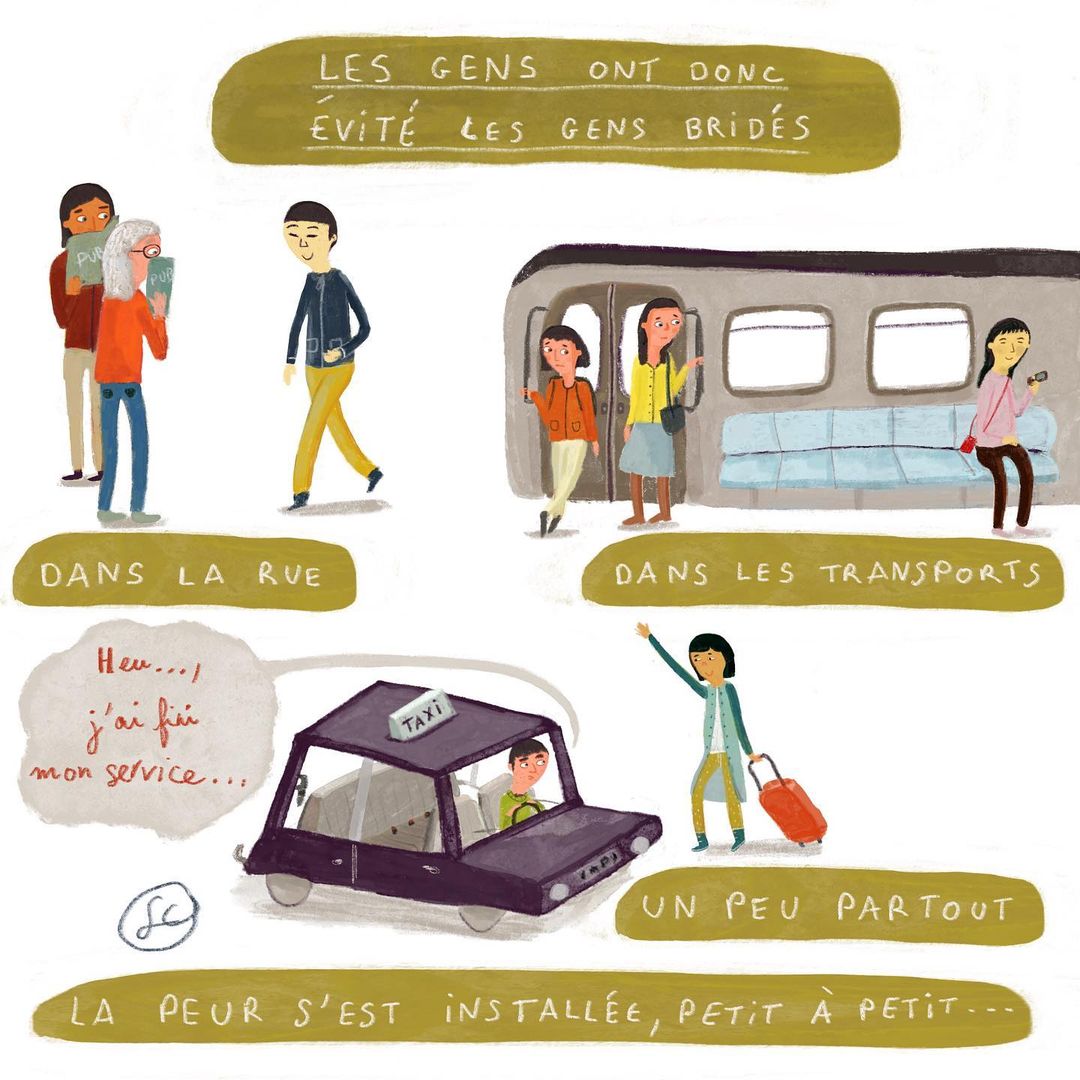 LES GENS ONT DONC
ÉVITÉ LES GENS BRIDÉS
PUB
PUB
DANS LA RUE
DANS LES TRANSPORTS
Heu...,
j'ai fini
mon service...
TAXI
UN PEU PARTOUT
SC
LA PEUR S'EST INSTALLÉE, PETIT À PETIT...